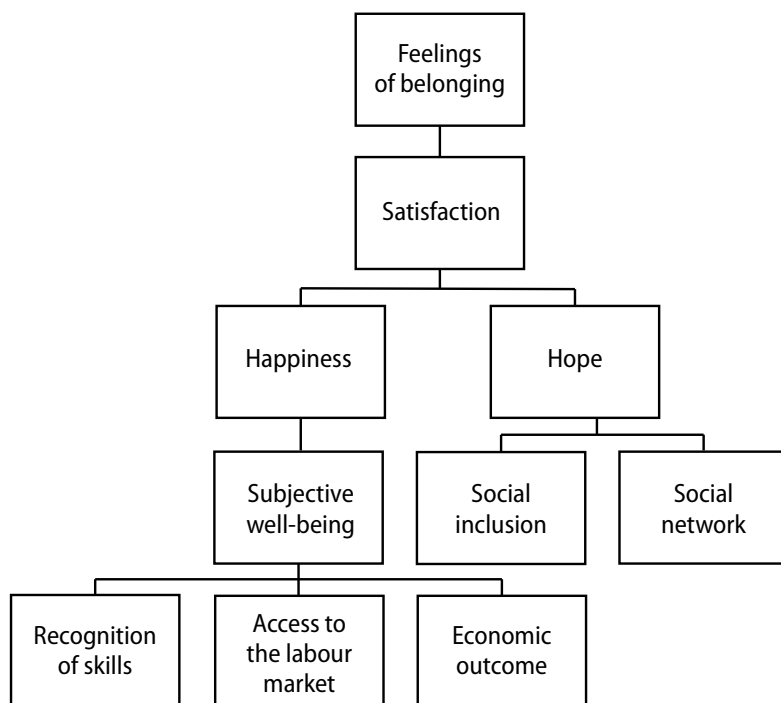 Feelings
of belonging
Satisfaction
Happiness
Hope
Subjective
well-being
Social
inclusion
Social
network
Recognition
of skills
Access to
the labour
market
Economic
outcome